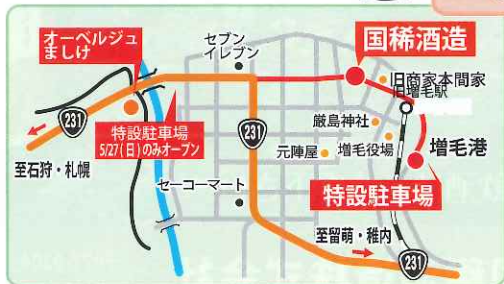 オーベルジュ
ましけ
セブン
イレブン
国稀酒造
旧商家本間家
旧増毛駅
231
特設駐車場
5/27(日)のみオープン
231
厳島神社
元陣屋
増毛役場
増毛港
至石狩・札幌
セーコーマート
特設駐車場
至留萌・稚内
231